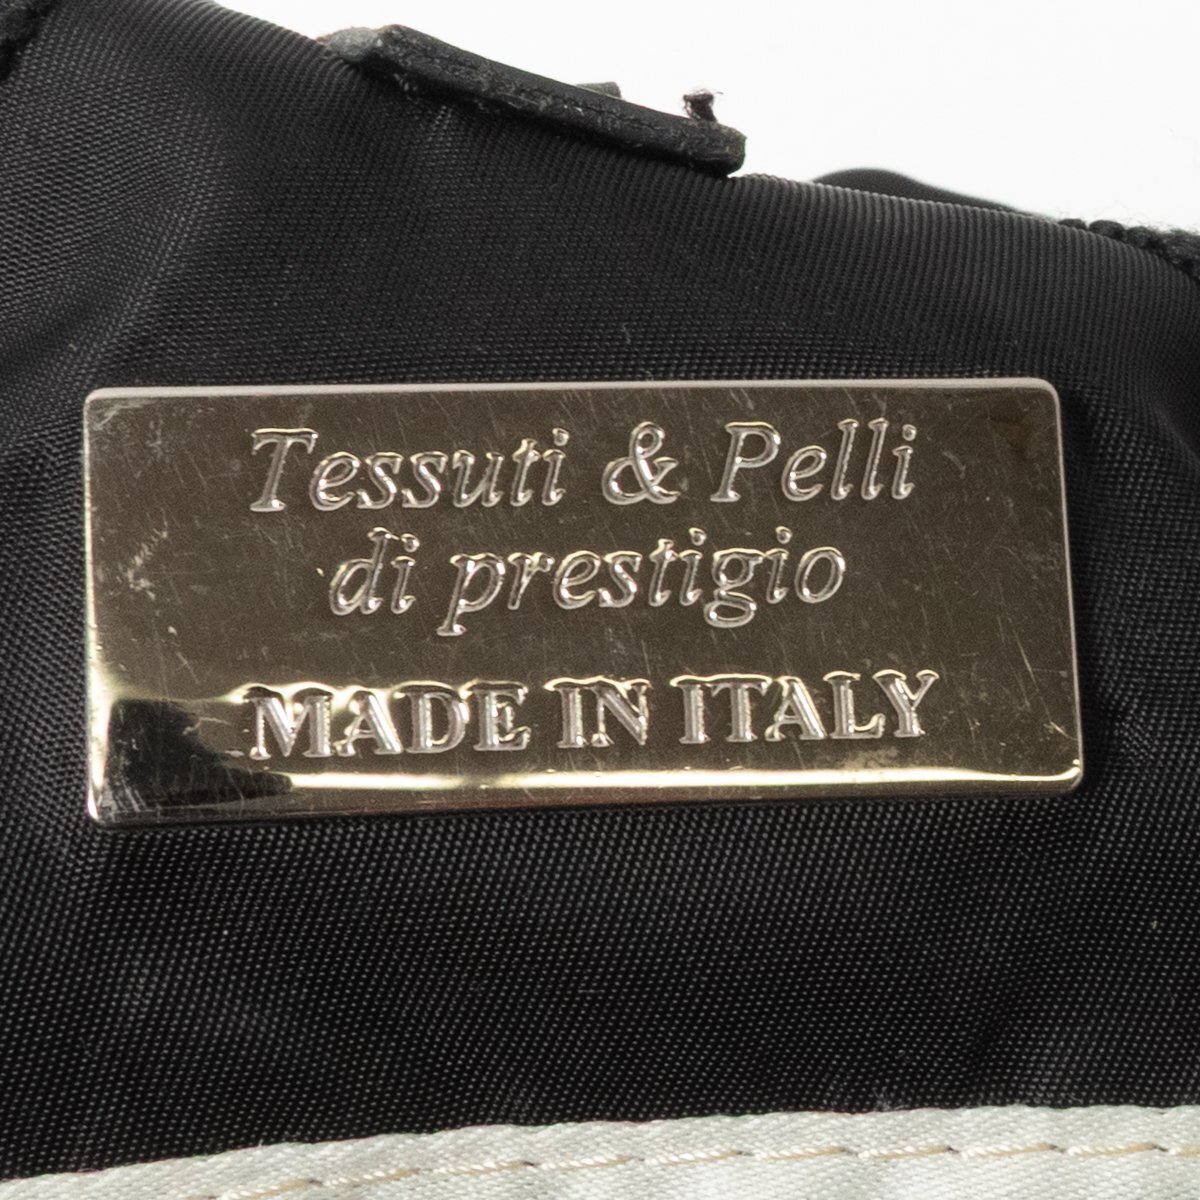 Tessuti & Pelli
di prestigio
MADE IN ITALY